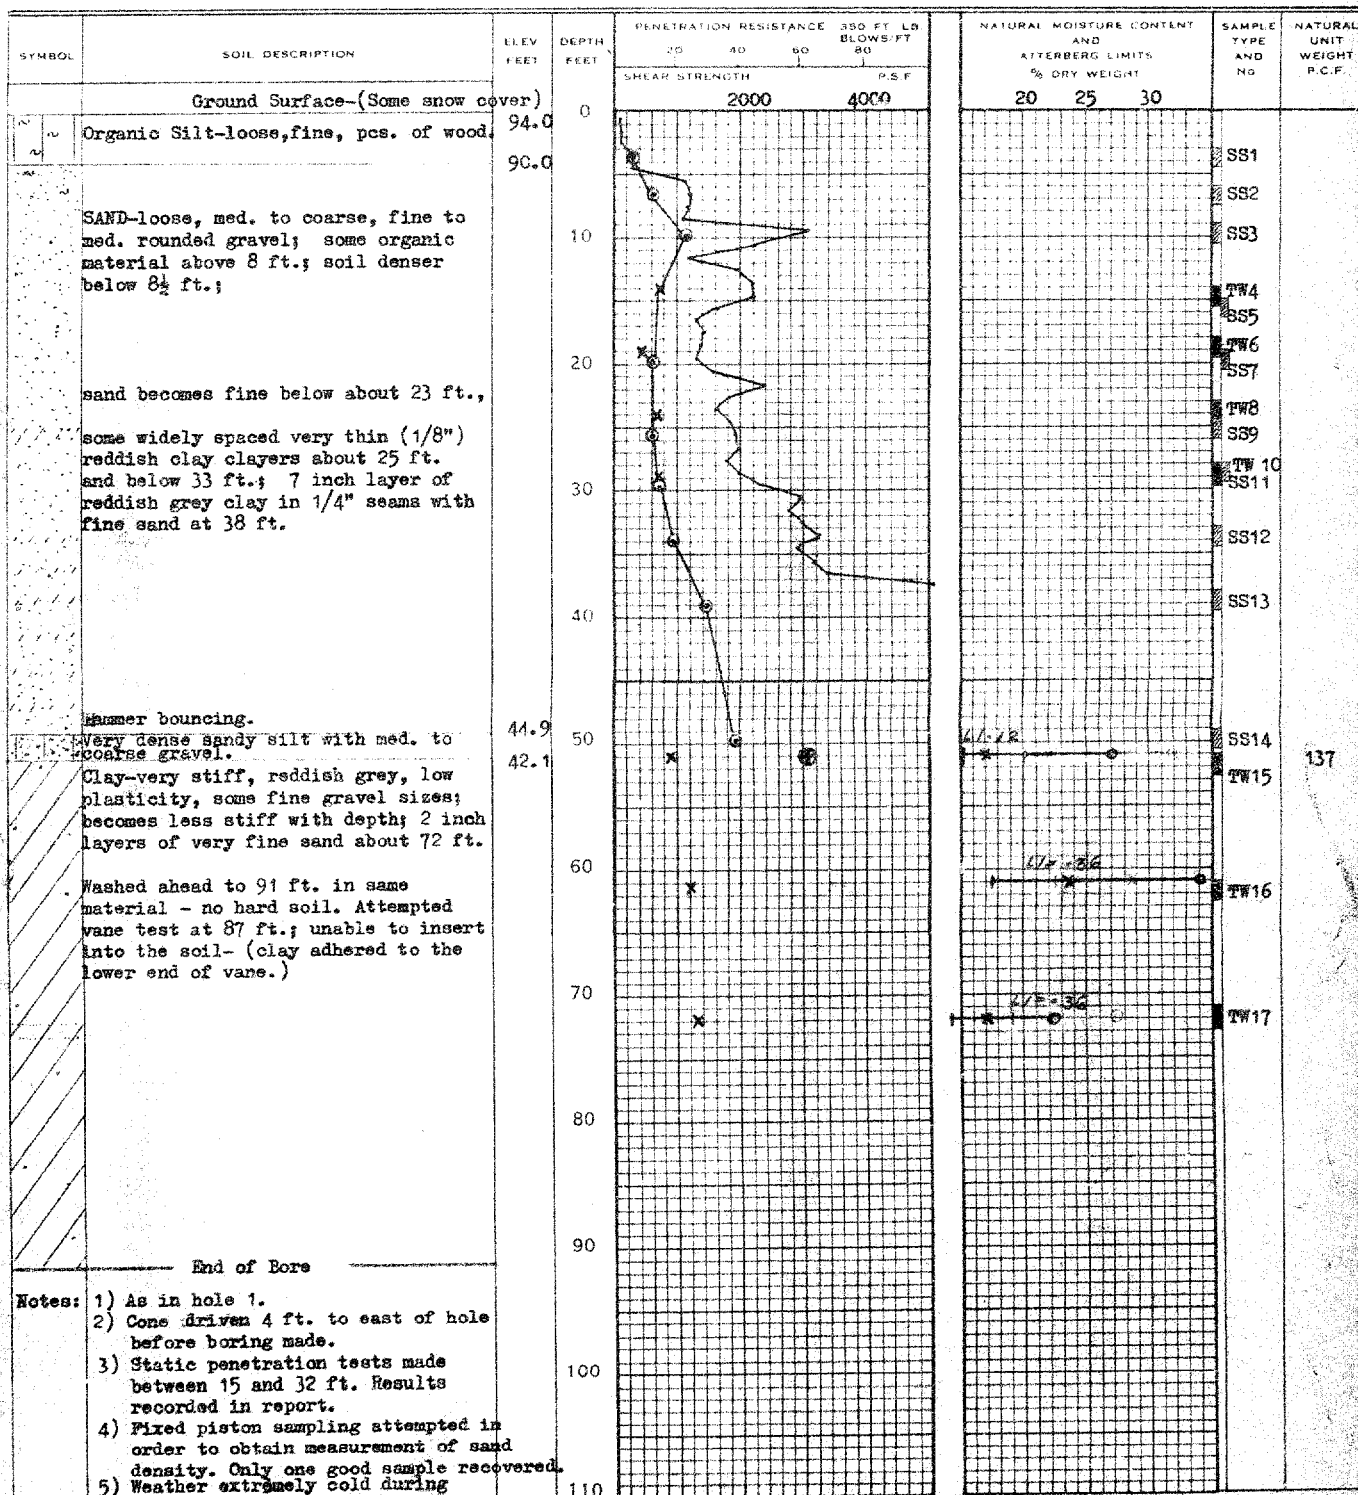 SYMBOL
SOIL DESCRIPTION
ELEV
FEET
DEPTH
FEET
PENETRATION RESISTANCE 350 FT LB
BLOWS/FT
20 40 60 80
SHEAR STRENGTH P.S.F
2000 4000
NATURAL MOISTURE CONTENT
AND
ATTERBERG LIMITS
% DRY WEIGHT
20 25 30
SAMPLE
TYPE
AND
No
NATURAL
UNIT
WEIGHT
P.C.F.
Ground Surface-(Some snow cover)
94.0
Organic Silt-loose,fine, pcs. of wood.
90.0
SAND-loose, med. to coarse, fine to
med. rounded gravel; some organic
material above 8 ft.; soil denser
below 8½ ft.;
sand becomes fine below about 23 ft.,
some widely spaced very thin (1/8")
reddish clay clayers about 25 ft.
and below 33 ft.; 7 inch layer of
reddish grey clay in 1/4" seams with
fine sand at 38 ft.
Hammer bouncing.
44.9
Very dense sandy silt with med. to
coarse gravel.
42.1
Clay-very stiff, reddish grey, low
plasticity, some fine gravel sizes;
becomes less stiff with depth; 2 inch
layers of very fine sand about 72 ft.
Washed ahead to 91 ft. in same
material - no hard soil. Attempted
vane test at 87 ft.; unable to insert
into the soil- (clay adhered to the
lower end of vane.)
End of Bore
Notes: 1) As in hole 1.
2) Cone driven 4 ft. to east of hole
before boring made.
3) Static penetration tests made
between 15 and 32 ft. Results
recorded in report.
4) Fixed piston sampling attempted in
order to obtain measurement of sand
density. Only one good sample recovered.
5) Weather extremely cold during
0
10
20
30
40
50
60
70
80
90
100
110
LI=.36
LI=.36
SS1
SS2
SS3
TW4
SS5
TW6
SS7
TW8
SS9
TW 10
SS11
SS12
SS13
SS14
TW15
TW16
TW17
137